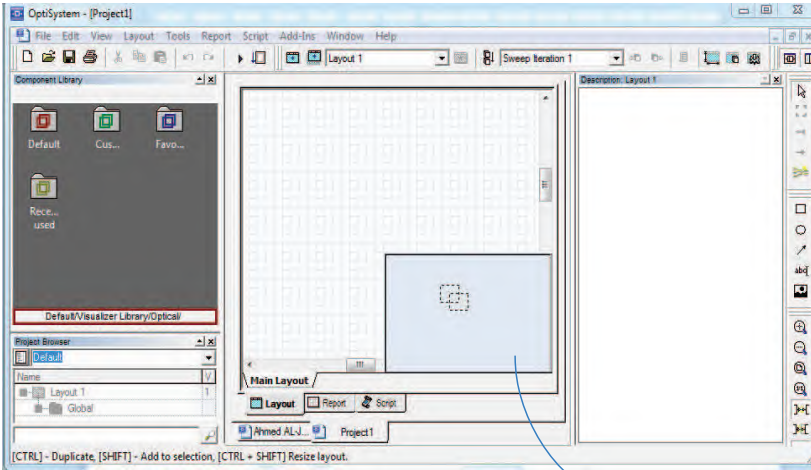 OptiSystem - [Project1]
File Edit View Layout Tools Report Script Add-Ins Window Help
Layout 1
Sweep Iteration 1
Component Library
Default
Cus...
Favo...
Rece...
used
Default/Visualizer Library/Optical/
Project Browser
Default
Name
V
Layout 1
1
Global
Main Layout
Layout
Report
Script
Ahmed AL-J...
Project1
Description: Layout 1
abc
[CTRL] - Duplicate, [SHIFT] - Add to selection, [CTRL + SHIFT] Resize layout.